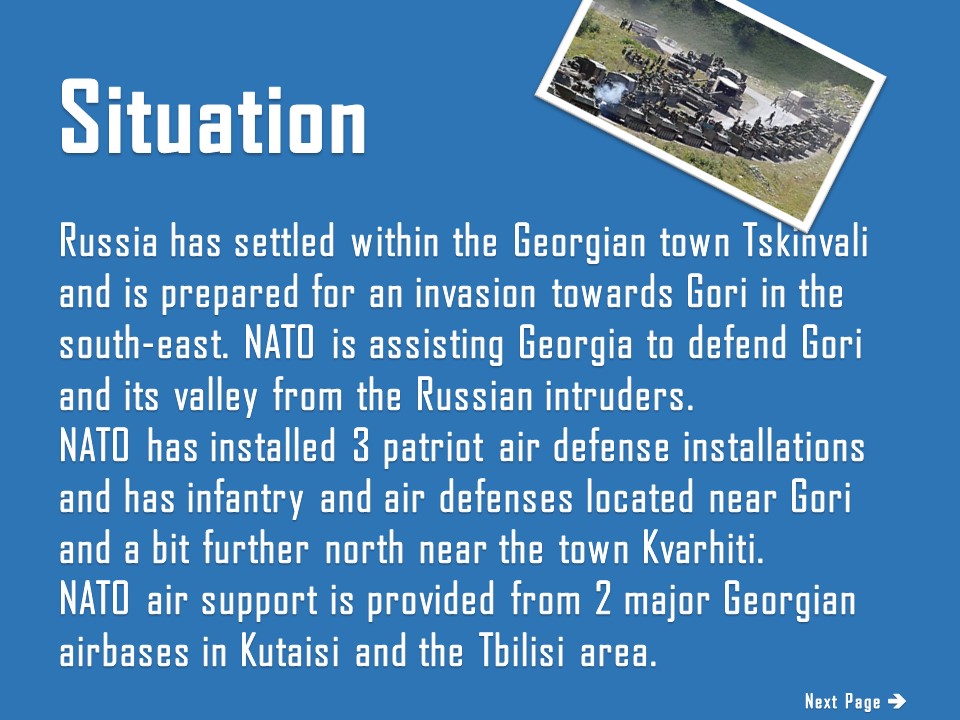 Situation
Russia has settled within the Georgian town Tskinvali
and is prepared for an invasion towards Gori in the
south-east. NATO is assisting Georgia to defend Gori
and its valley from the Russian intruders.
NATO has installed 3 patriot air defense installations
and has infantry and air defenses located near Gori
and a bit further north near the town Kvarhiti.
NATO air support is provided from 2 major Georgian
airbases in Kutaisi and the Tbilisi area.
Next Page →